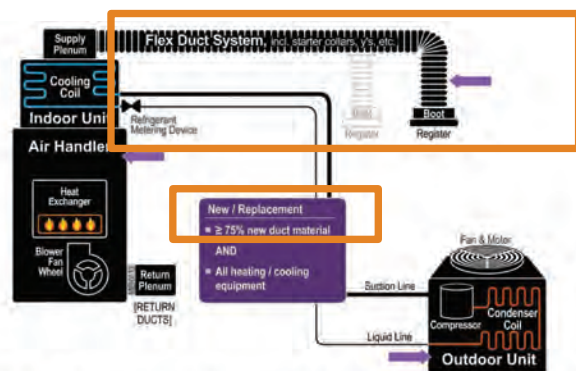 Supply
Plenum
Flex Duct System, incl. starter collars, y's, etc.
Cooling
Coil
Indoor Unit
Refrigerant
Metering Device
Boot
Register
Boot
Register
Air Handler
Heat
Exchanger
Blower
Fan
Wheel
Return
Plenum
[RETURN
DUCTS]
New / Replacement
▪ ≥ 75% new duct material
AND
▪ All heating / cooling
equipment
Fan & Motor
Suction Line
Compressor
Condenser
Coil
Liquid Line
Outdoor Unit